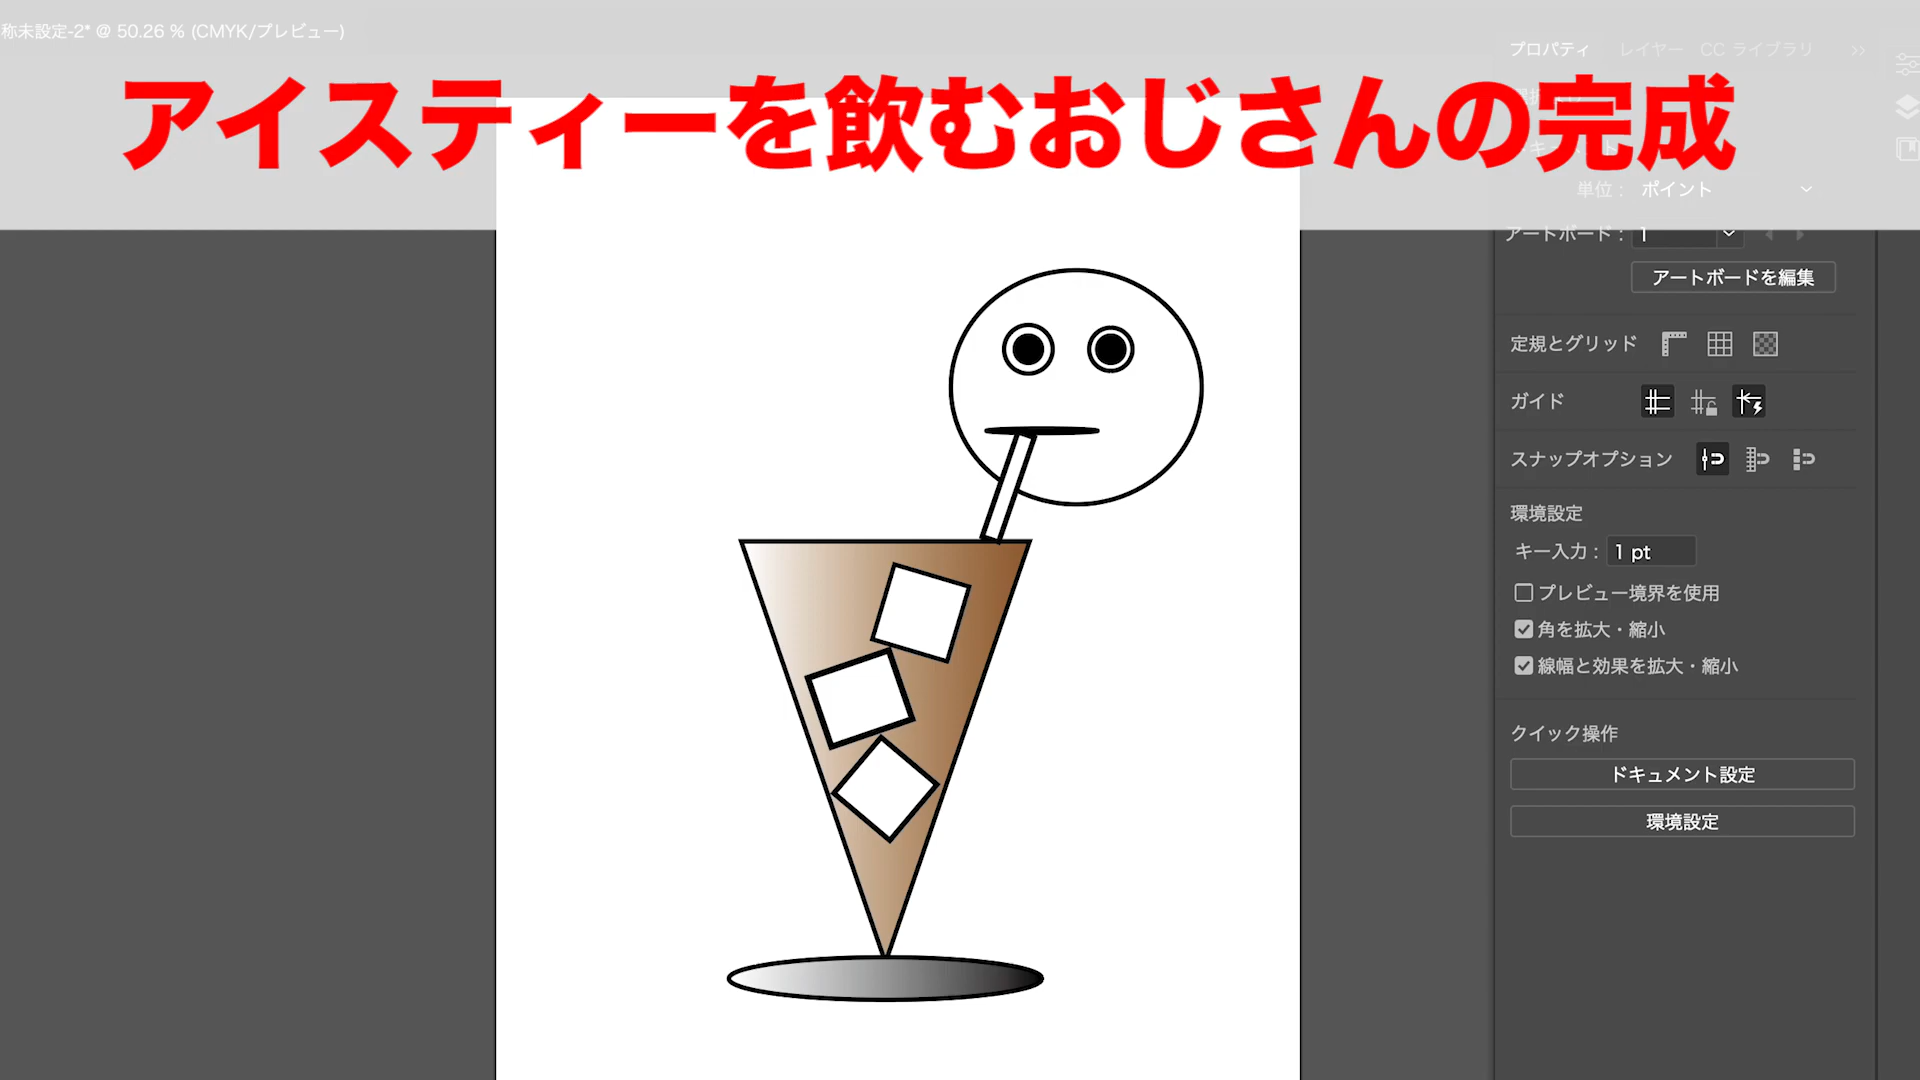 称未設定-2* @ 50.26 % (CMYK/プレビュー)
プロパティ レイヤー CC ライブラリ
アイスティーを飲むおじさんの完成
単位： ポイント
アートボード： 1
アートボードを編集
定規とグリッド
ガイド
スナップオプション
環境設定
キー入力： 1 pt
プレビュー境界を使用
角を拡大・縮小
線幅と効果を拡大・縮小
クイック操作
ドキュメント設定
環境設定